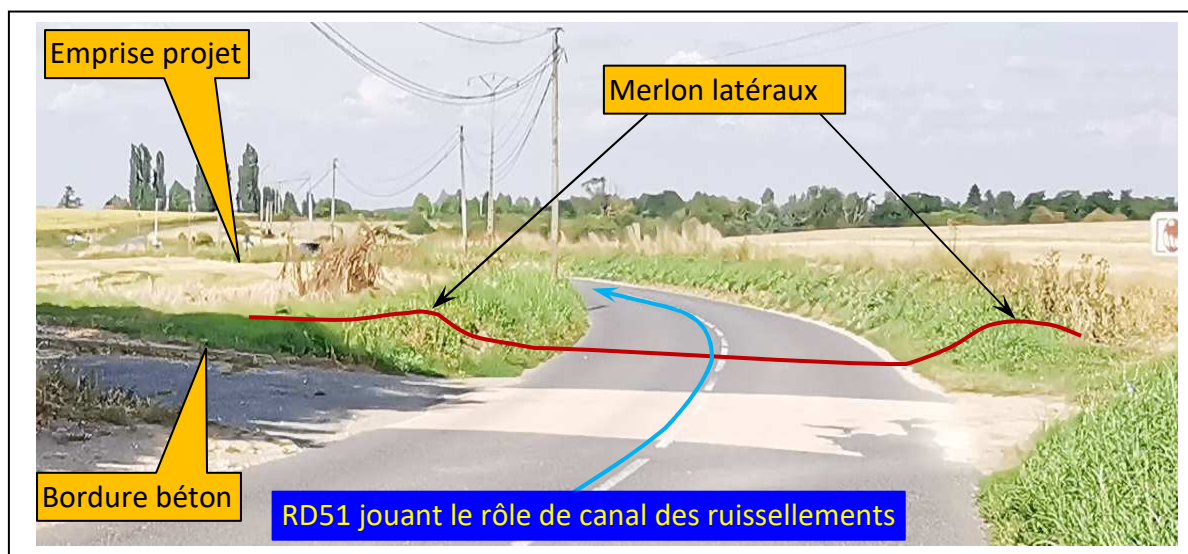 Emprise projet
Merlon latéraux
Bordure béton
RD51 jouant le rôle de canal des ruissellements